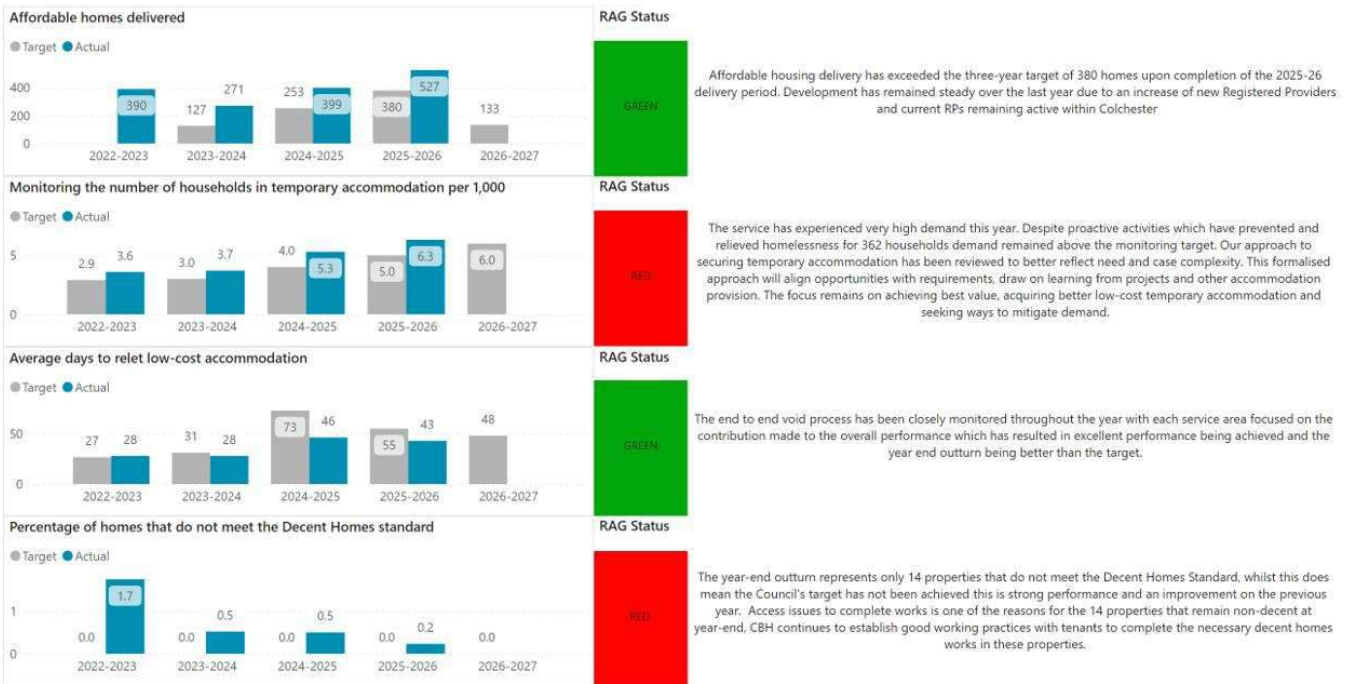 Affordable homes delivered
RAG Status
Target Actual
400
200
0
390
127
271
253
399
380
527
133
2022-2023 2023-2024 2024-2025 2025-2026 2026-2027
GREEN
Affordable housing delivery has exceeded the three-year target of 380 homes upon completion of the 2025-26
delivery period. Development has remained steady over the last year due to an increase of new Registered Providers
and current RPs remaining active within Colchester
Monitoring the number of households in temporary accommodation per 1,000
RAG Status
Target Actual
5
0
2.9
3.6
3.0
3.7
4.0
5.3
5.0
6.3
6.0
2022-2023 2023-2024 2024-2025 2025-2026 2026-2027
RED
The service has experienced very high demand this year. Despite proactive activities which have prevented and
relieved homelessness for 362 households demand remained above the monitoring target. Our approach to
securing temporary accommodation has been reviewed to better reflect need and case complexity. This formalised
approach will align opportunities with requirements, draw on learning from projects and other accommodation
provision. The focus remains on achieving best value, acquiring better low-cost temporary accommodation and
seeking ways to mitigate demand.
Average days to relet low-cost accommodation
RAG Status
Target Actual
50
0
27
28
31
28
73
46
55
43
48
2022-2023 2023-2024 2024-2025 2025-2026 2026-2027
GREEN
The end to end void process has been closely monitored throughout the year with each service area focused on the
contribution made to the overall performance which has resulted in excellent performance being achieved and the
year end outturn being better than the target.
Percentage of homes that do not meet the Decent Homes standard
RAG Status
Target Actual
1
0
0.0
1.7
0.0
0.5
0.0
0.5
0.0
0.2
0.0
2022-2023 2023-2024 2024-2025 2025-2026 2026-2027
RED
The year-end outturn represents only 14 properties that do not meet the Decent Homes Standard, whilst this does
mean the Council's target has not been achieved this is strong performance and an improvement on the previous
year. Access issues to complete works is one of the reasons for the 14 properties that remain non-decent at
year-end, CBH continues to establish good working practices with tenants to complete the necessary decent homes
works in these properties.